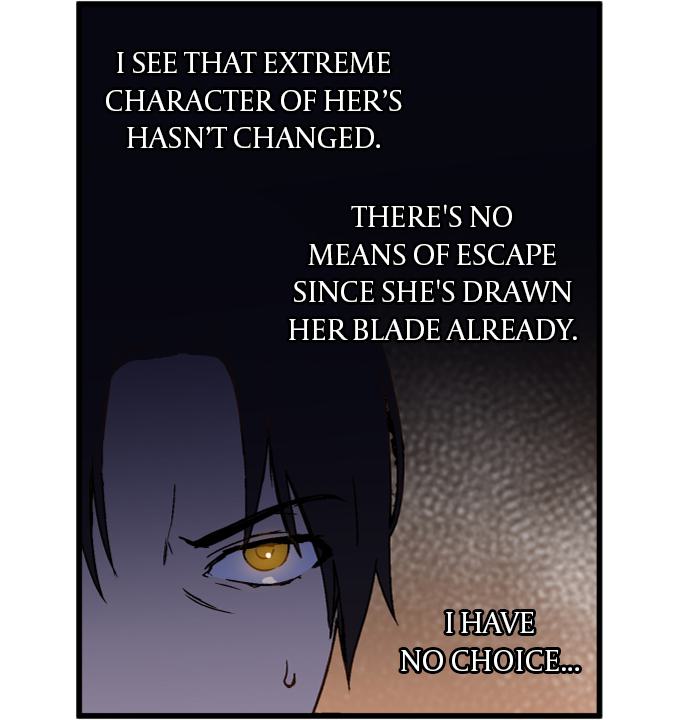 I SEE THAT EXTREME
CHARACTER OF HER'S
HASN'T CHANGED.
THERE'S NO
MEANS OF ESCAPE
SINCE SHE'S DRAWN
HER BLADE ALREADY.
I HAVE
NO CHOICE...